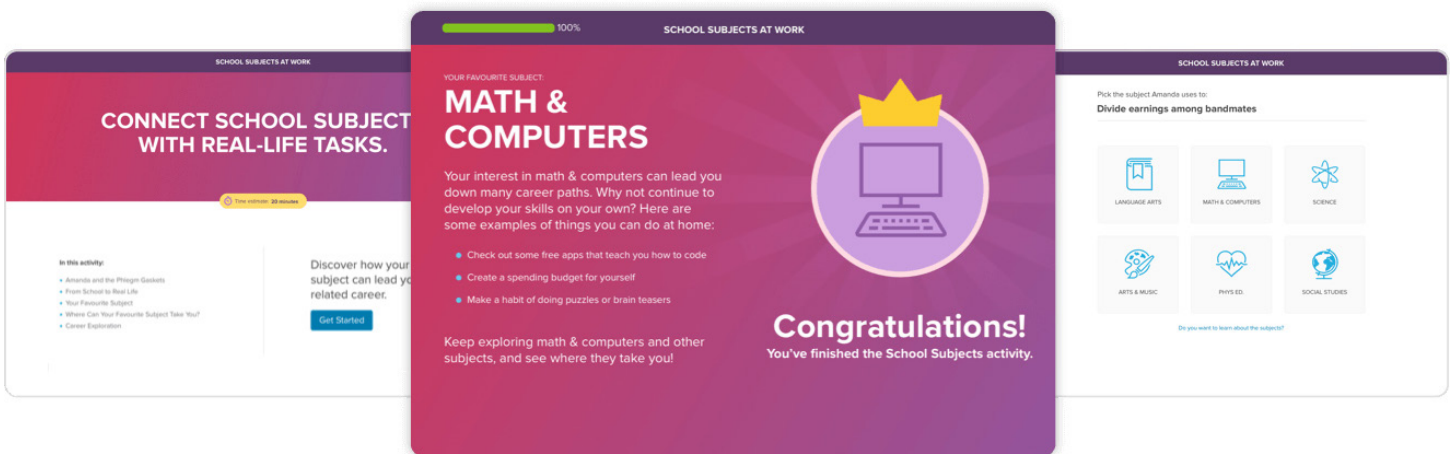 SCHOOL SUBJECTS AT WORK
CONNECT SCHOOL SUBJECT
WITH REAL-LIFE TASKS.
Time estimate: 20 minutes
In this activity:
• Amanda and the Phlegm Gaskets
• From School to Real Life
• Your Favourite Subject
• Where Can Your Favourite Subject Take You?
• Career Exploration
Discover how your
subject can lead yo
related career.
Get Started
100%
SCHOOL SUBJECTS AT WORK
YOUR FAVOURITE SUBJECT:
MATH &
COMPUTERS
Your interest in math & computers can lead you
down many career paths. Why not continue to
develop your skills on your own? Here are
some examples of things you can do at home:
• Check out some free apps that teach you how to code
• Create a spending budget for yourself
• Make a habit of doing puzzles or brain teasers
Keep exploring math & computers and other
subjects, and see where they take you!
Congratulations!
You've finished the School Subjects activity.
SCHOOL SUBJECTS AT WORK
Pick the subject Amanda uses to:
Divide earnings among bandmates
LANGUAGE ARTS
MATH & COMPUTERS
SCIENCE
ARTS & MUSIC
PHYS ED.
SOCIAL STUDIES
Do you want to learn about the subjects?